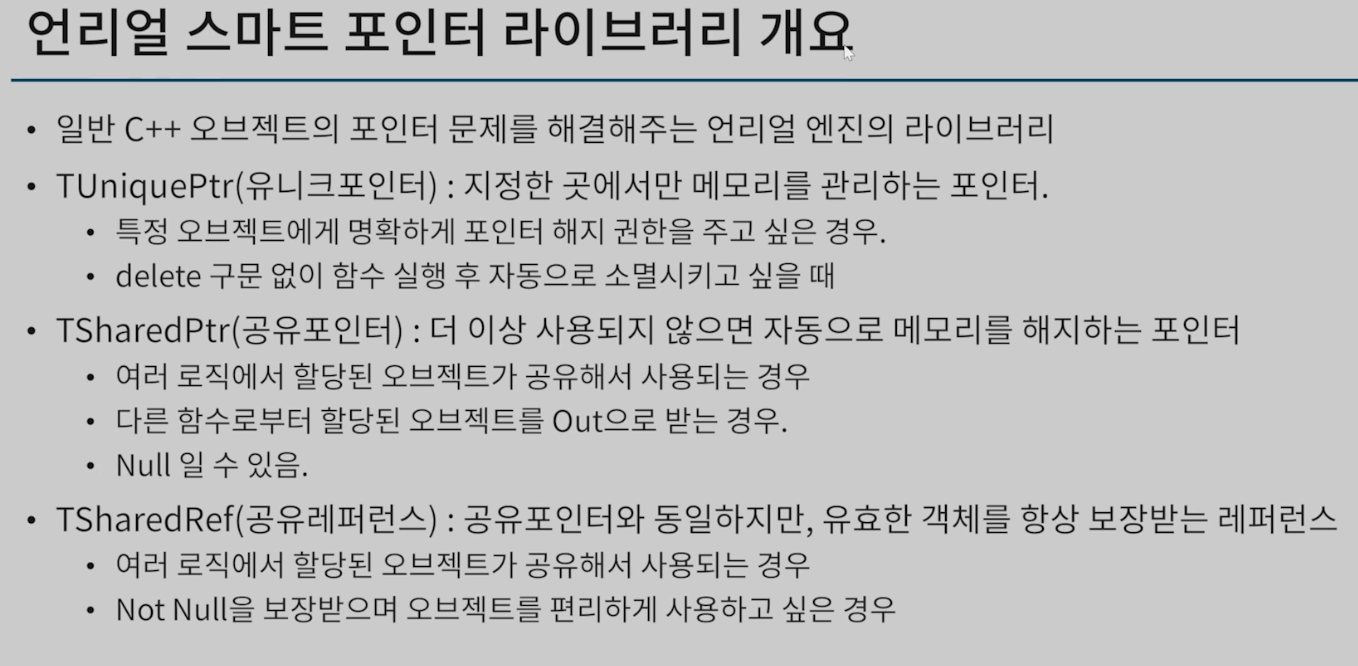 언리얼 스마트 포인터 라이브러리 개요
• 일반 C++ 오브젝트의 포인터 문제를 해결해주는 언리얼 엔진의 라이브러리
• TUniquePtr(유니크포인터) : 지정한 곳에서만 메모리를 관리하는 포인터.
• 특정 오브젝트에게 명확하게 포인터 해지 권한을 주고 싶은 경우.
• delete 구문 없이 함수 실행 후 자동으로 소멸시키고 싶을 때
• TSharedPtr(공유포인터) : 더 이상 사용되지 않으면 자동으로 메모리를 해지하는 포인터
• 여러 로직에서 할당된 오브젝트가 공유해서 사용되는 경우
• 다른 함수로부터 할당된 오브젝트를 Out으로 받는 경우.
• Null 일 수 있음.
• TSharedRef(공유레퍼런스) : 공유포인터와 동일하지만, 유효한 객체를 항상 보장받는 레퍼런스
• 여러 로직에서 할당된 오브젝트가 공유해서 사용되는 경우
• Not Null을 보장받으며 오브젝트를 편리하게 사용하고 싶은 경우